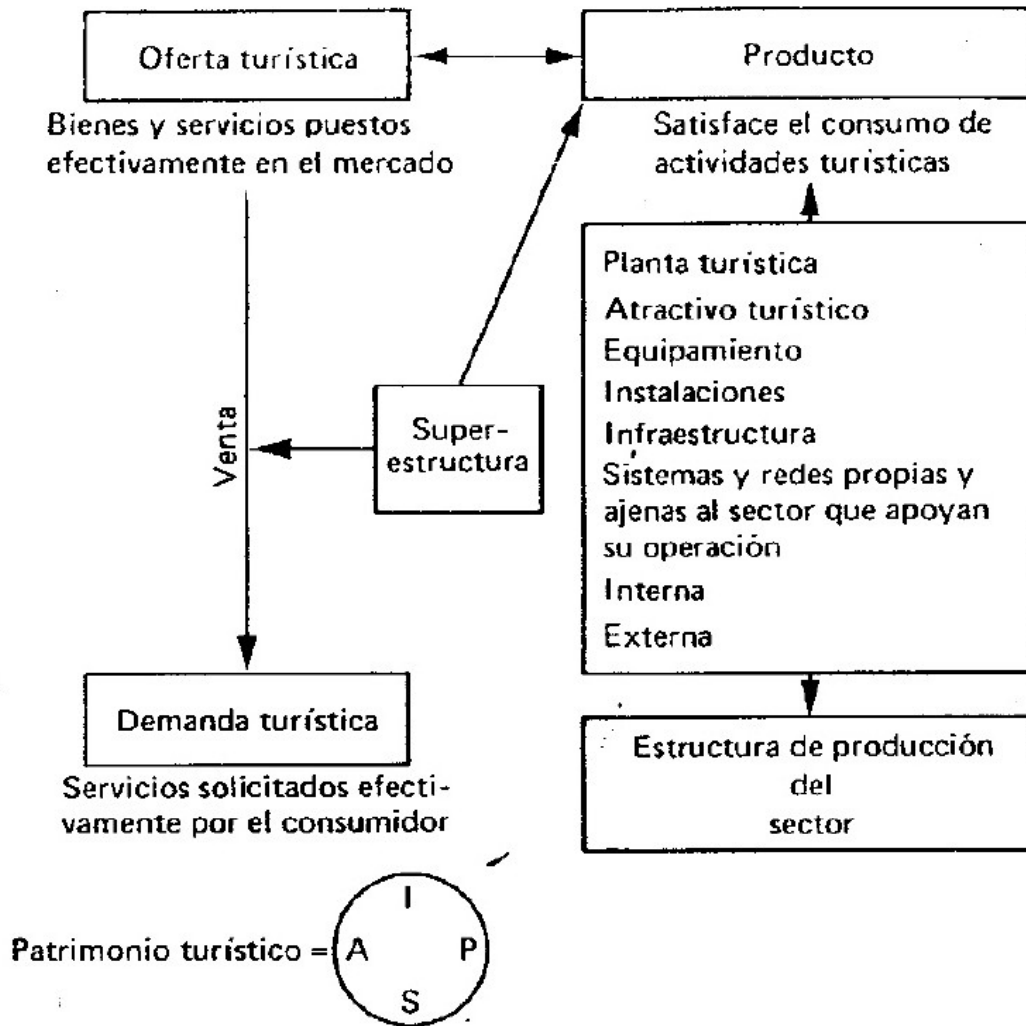 Oferta turística
Bienes y servicios puestos
efectivamente en el mercado
Producto
Satisface el consumo de
actividades turísticas
Planta turística
Atractivo turístico
Equipamiento
Instalaciones
Infraestructura
Sistemas y redes propias y
ajenas al sector que apoyan
su operación
Interna
Externa
Super-
estructura
Venta
Demanda turística
Servicios solicitados efecti-
vamente por el consumidor
Estructura de producción
del
sector
Patrimonio turístico =
I
A P
S